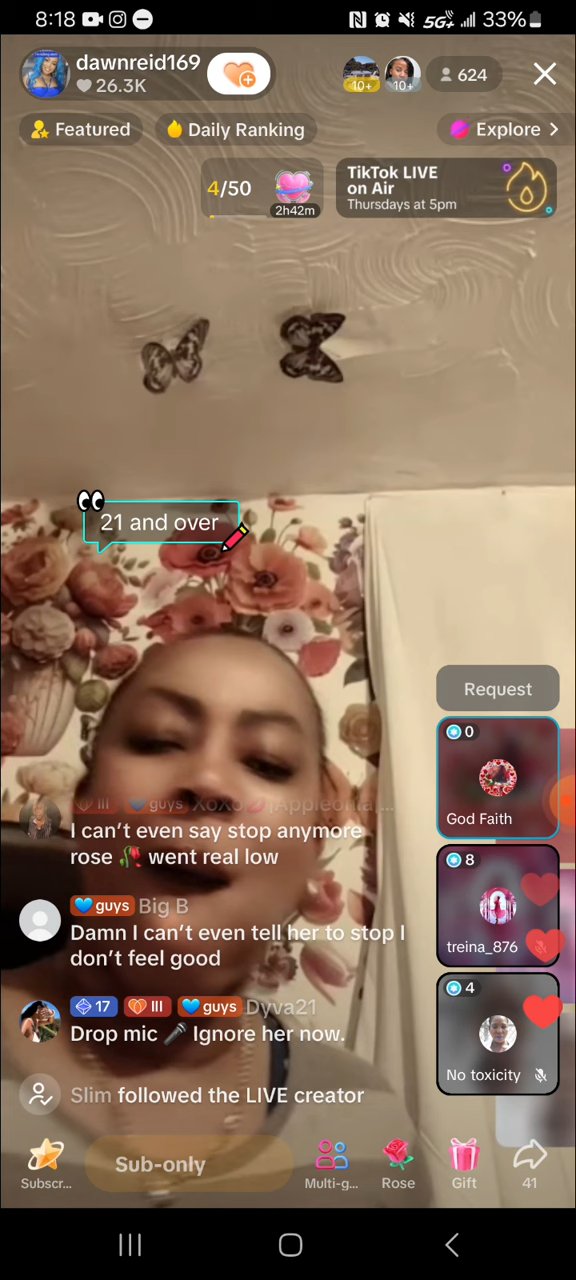 8:18
5G+
33%
dawnreid169
26.3K
10+
10+
624
Featured
Daily Ranking
Explore
4/50
2h42m
TikTok LIVE
on Air
Thursdays at 5pm
21 and over
Request
0
God Faith
8
treina_876
4
No toxicity
III guys XoXo
I can't even say stop anymore
rose 🥀 went real low
guys Big B
Damn I can't even tell her to stop I
don't feel good
17 III guys Dyva21
Drop mic 🎤 Ignore her now.
Slim followed the LIVE creator
Subscr...
Sub-only
Multi-g...
Rose
Gift
41